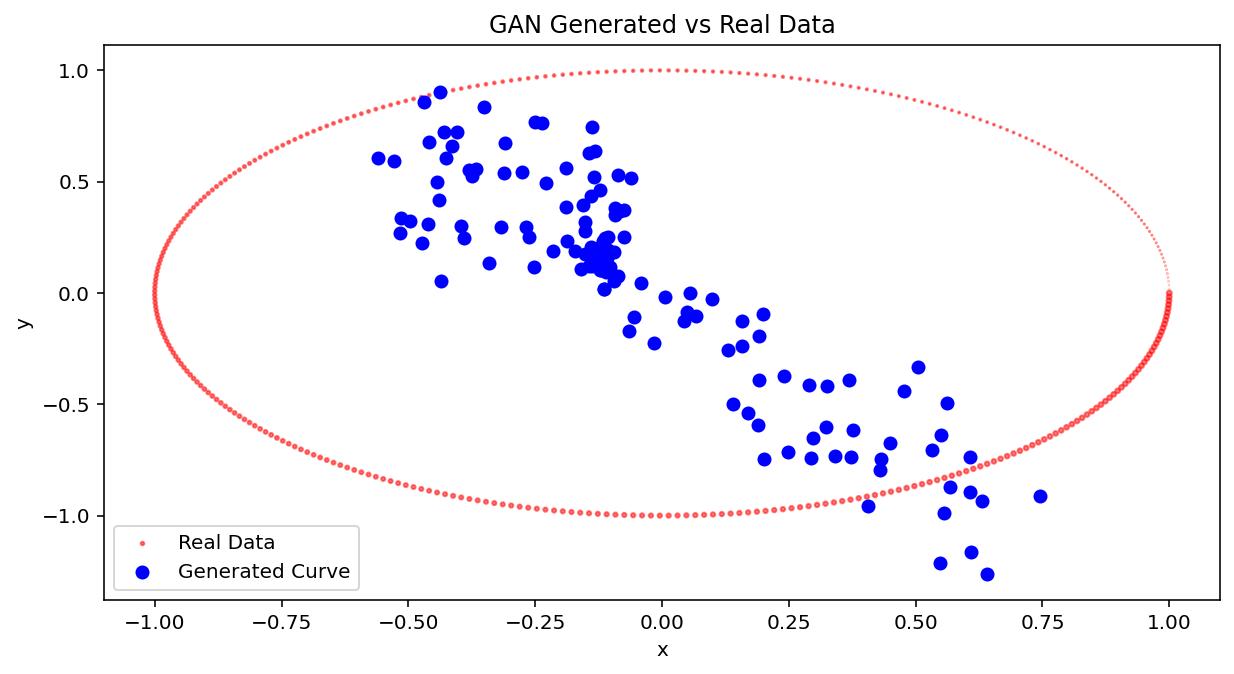 GAN Generated vs Real Data
1.0
0.5
0.0
−0.5
−1.0
y
Real Data
Generated Curve
−1.00 −0.75 −0.50 −0.25 0.00 0.25 0.50 0.75 1.00
x